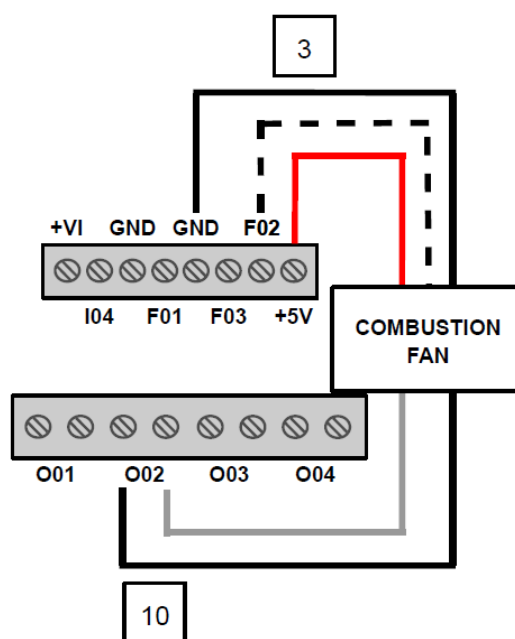 3
+VI GND GND F02
I04 F01 F03 +5V
COMBUSTION
FAN
O01 O02 O03 O04
10